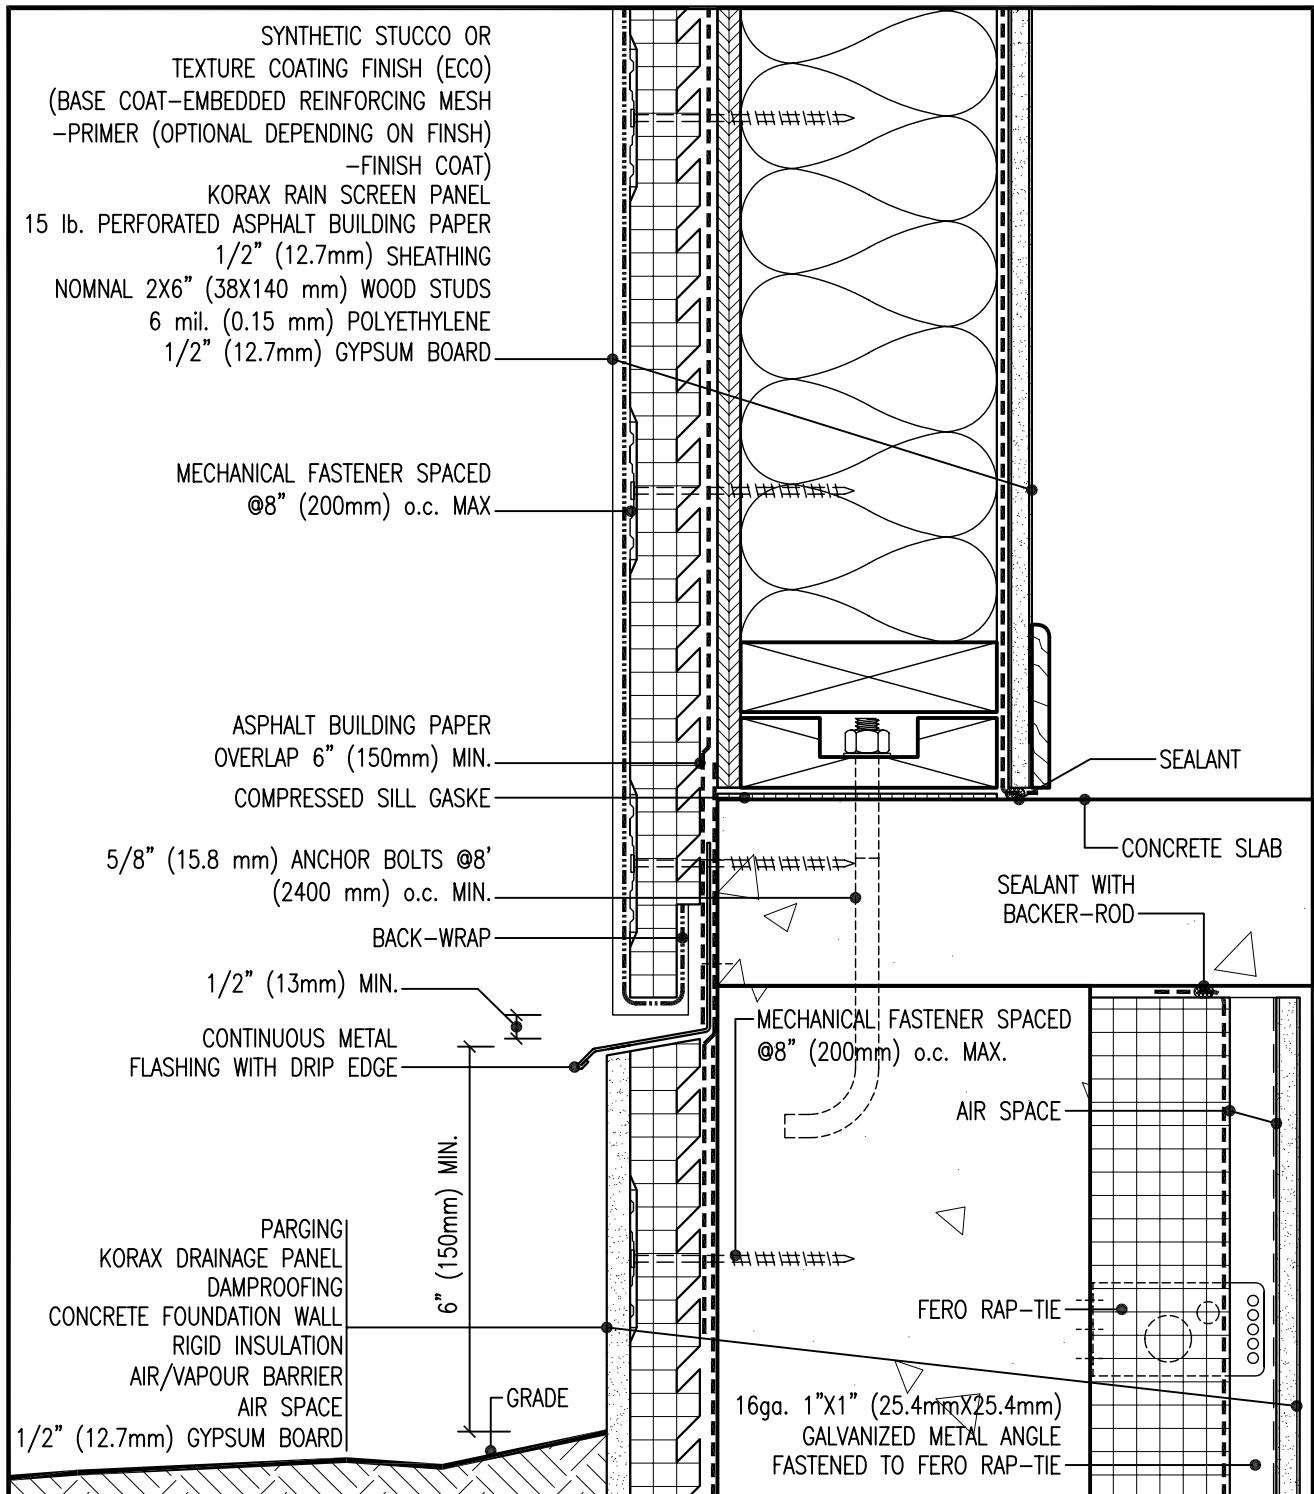 SYNTHETIC STUCCO OR
TEXTURE COATING FINISH (ECO)
(BASE COAT-EMBEDDED REINFORCING MESH
-PRIMER (OPTIONAL DEPENDING ON FINSH)
-FINISH COAT)
KORAX RAIN SCREEN PANEL
15 lb. PERFORATED ASPHALT BUILDING PAPER
1/2" (12.7mm) SHEATHING
NOMNAL 2X6" (38X140 mm) WOOD STUDS
6 mil. (0.15 mm) POLYETHYLENE
1/2" (12.7mm) GYPSUM BOARD
MECHANICAL FASTENER SPACED
@8" (200mm) o.c. MAX
ASPHALT BUILDING PAPER
OVERLAP 6" (150mm) MIN.
COMPRESSED SILL GASKE
5/8" (15.8 mm) ANCHOR BOLTS @8'
(2400 mm) o.c. MIN.
BACK-WRAP
1/2" (13mm) MIN.
CONTINUOUS METAL
FLASHING WITH DRIP EDGE
6" (150mm) MIN.
PARGING
KORAX DRAINAGE PANEL
DAMPROOFING
CONCRETE FOUNDATION WALL
RIGID INSULATION
AIR/VAPOUR BARRIER
AIR SPACE
1/2" (12.7mm) GYPSUM BOARD
GRADE
SEALANT
CONCRETE SLAB
SEALANT WITH
BACKER-ROD
MECHANICAL FASTENER SPACED
@8" (200mm) o.c. MAX.
AIR SPACE
FERO RAP-TIE
16ga. 1"X1" (25.4mmX25.4mm)
GALVANIZED METAL ANGLE
FASTENED TO FERO RAP-TIE